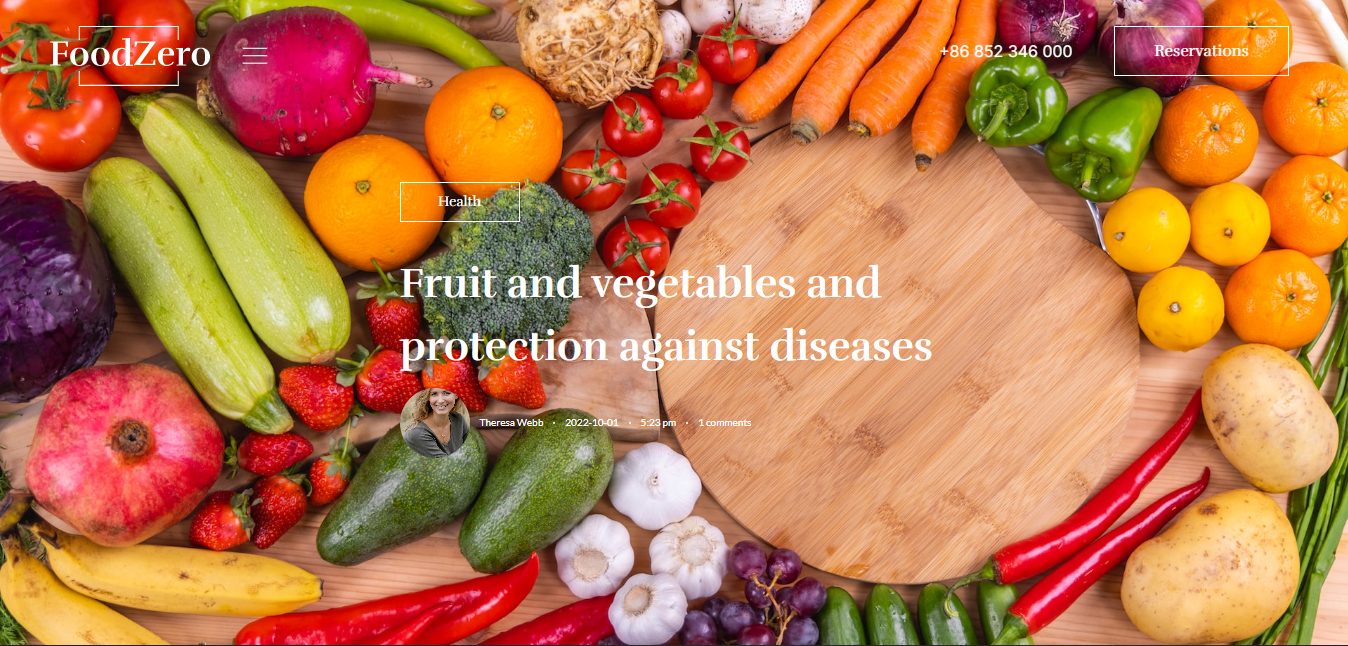 FoodZero
+86 852 346 000
Reservations
Health
Fruit and vegetables and
protection against diseases
Theresa Webb · 2022-10-01 · 5:23 pm · 1 comments